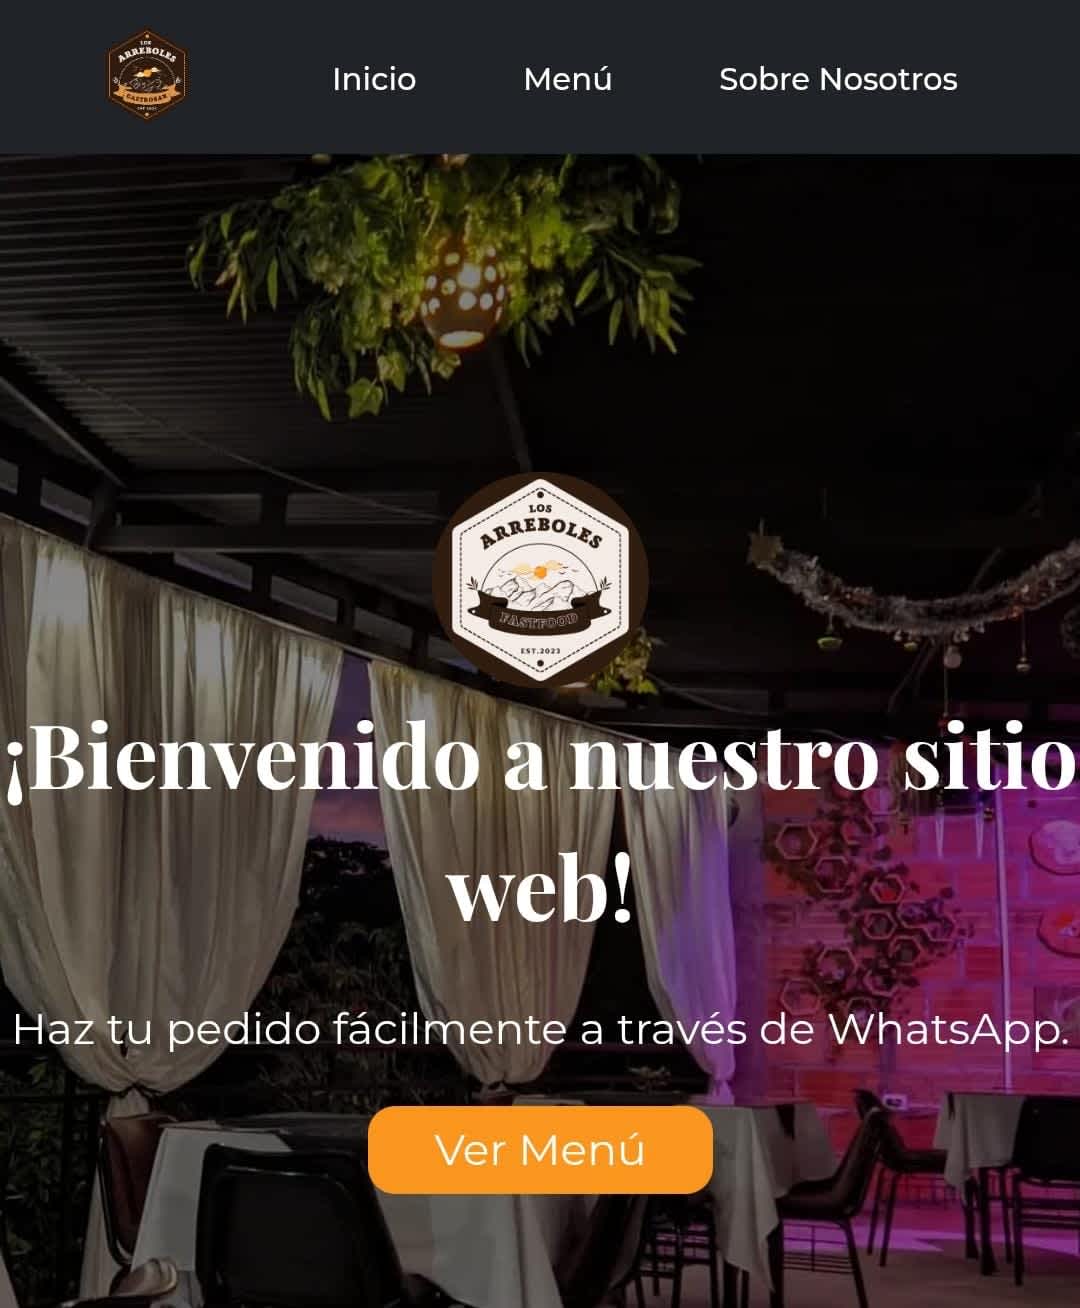 LOS
ARREBOLES
GASTROBAR
Inicio
Menú
Sobre Nosotros
LOS
ARREBOLES
FASTFOOD
EST.2023
¡Bienvenido a nuestro sitio
web!
Haz tu pedido fácilmente a través de WhatsApp.
Ver Menú